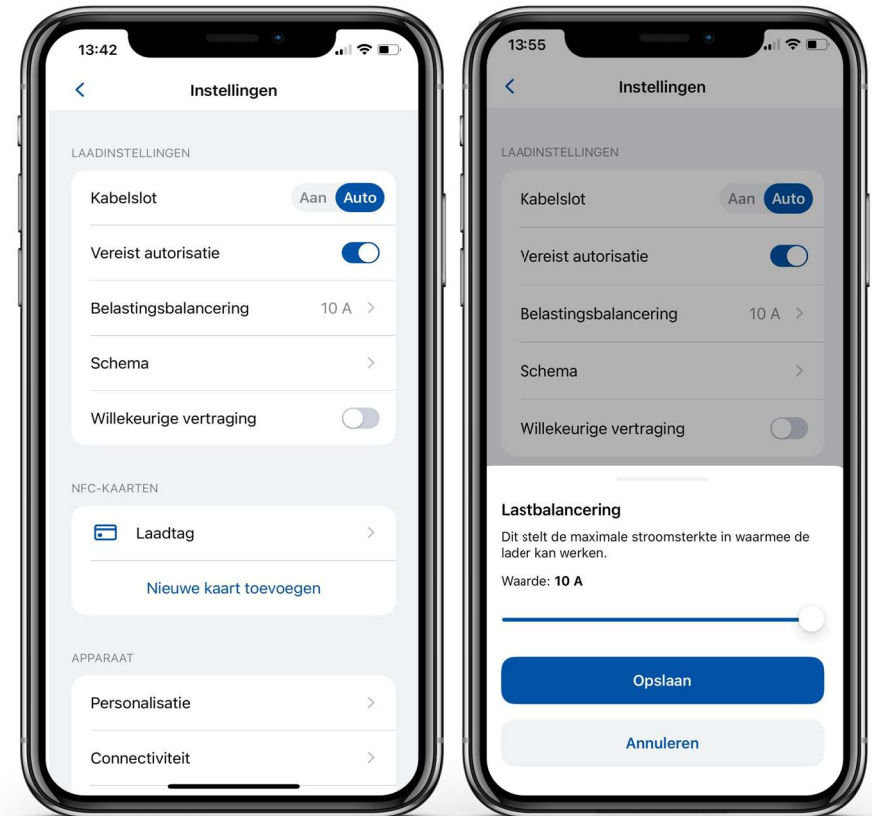 13:42
Instellingen
LAADINSTELLINGEN
Kabelslot
Aan Auto
Vereist autorisatie
Belastingsbalancering
10 A
Schema
Willekeurige vertraging
NFC-KAARTEN
Laadtag
Nieuwe kaart toevoegen
APPARAAT
Personalisatie
Connectiviteit
13:55
Instellingen
LAADINSTELLINGEN
Kabelslot
Aan Auto
Vereist autorisatie
Belastingsbalancering
10 A
Schema
Willekeurige vertraging
Lastbalancering
Dit stelt de maximale stroomsterkte in waarmee de
lader kan werken.
Waarde: 10 A
Opslaan
Annuleren